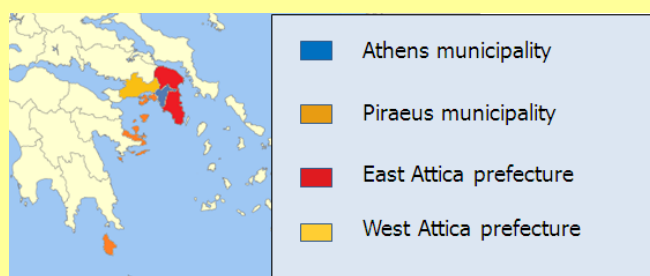 Athens municipality
Piraeus municipality
East Attica prefecture
West Attica prefecture